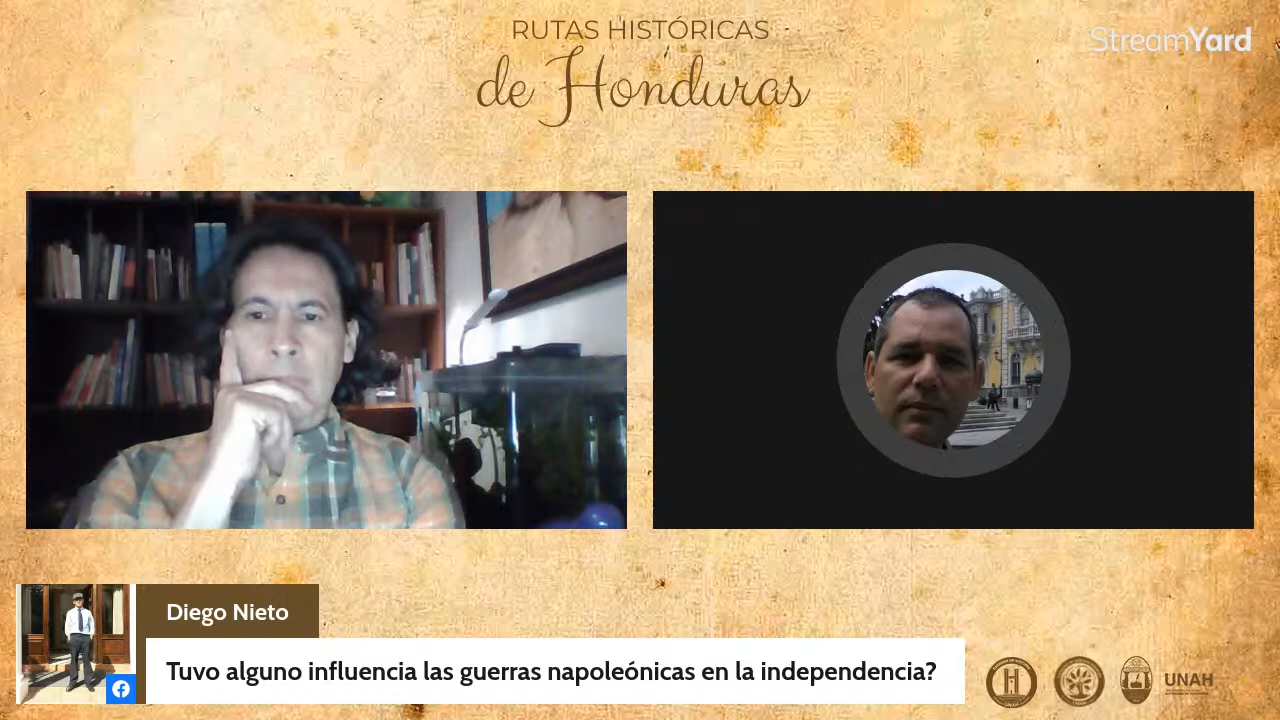 RUTAS HISTÓRICAS
de Honduras
StreamYard
Diego Nieto
Tuvo alguno influencia las guerras napoleónicas en la independencia?
UNAH